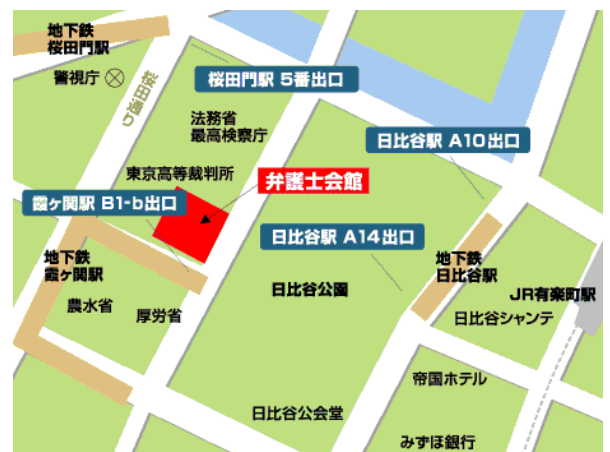 地下鉄
桜田門駅
警視庁
桜田通り
桜田門駅 5番出口
法務省
最高検察庁
日比谷駅 A10出口
東京高等裁判所
弁護士会館
霞ヶ関駅 B1-b出口
日比谷駅 A14出口
地下鉄
霞ヶ関駅
地下鉄
日比谷駅
日比谷公園
JR有楽町駅
農水省
厚労省
日比谷シャンテ
帝国ホテル
日比谷公会堂
みずほ銀行